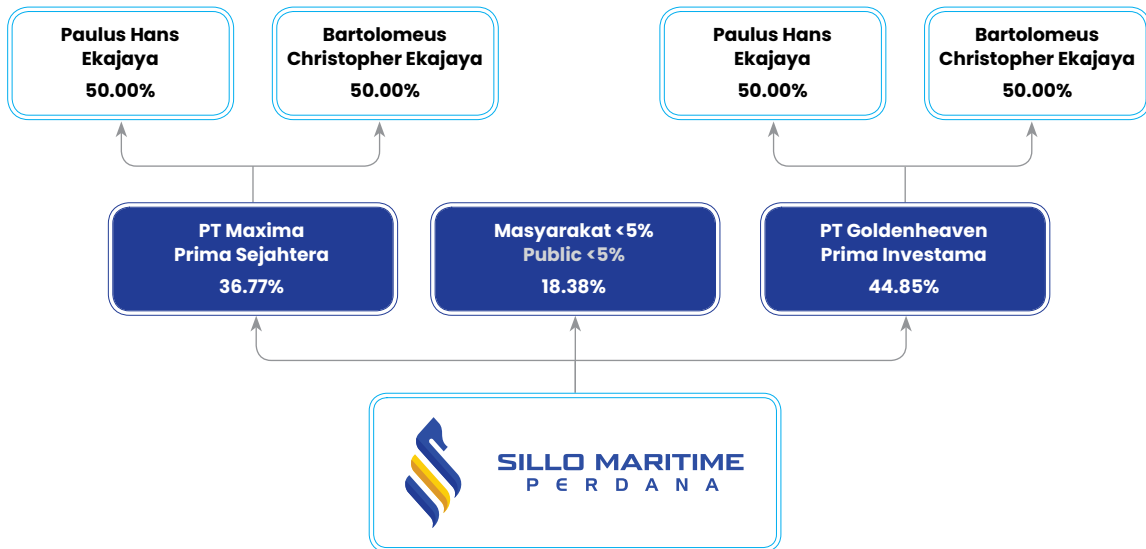 Paulus Hans
Ekajaya
50.00%
Bartolomeus
Christopher Ekajaya
50.00%
Paulus Hans
Ekajaya
50.00%
Bartolomeus
Christopher Ekajaya
50.00%
PT Maxima
Prima Sejahtera
36.77%
Masyarakat <5%
Public <5%
18.38%
PT Goldenheaven
Prima Investama
44.85%
SILLO MARITIME
PERDANA